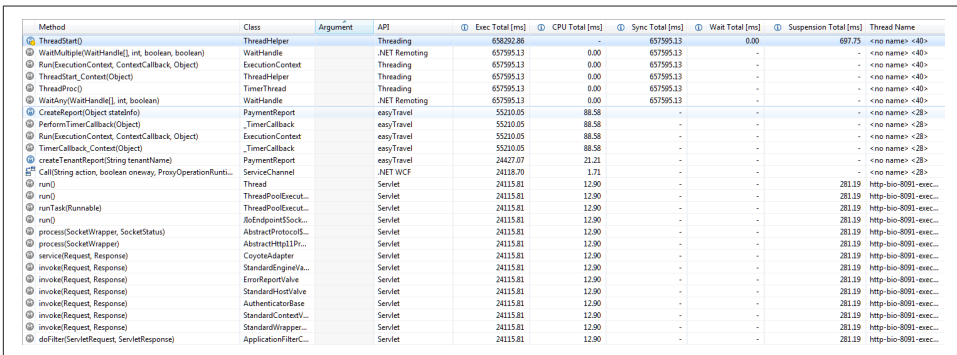 Method Class Argument API Exec Total [ms] CPU Total [ms] Sync Total [ms] Wait Total [ms] Suspension Total [ms] Thread Name
ThreadStart() ThreadHelper Threading 658292.86 - 657595.13 0.00 697.75 <no name> <40>
WaitMultiple(WaitHandle[], int, boolean, boolean) WaitHandle .NET Remoting 657595.13 0.00 657595.13 - - <no name> <40>
Run(ExecutionContext, ContextCallback, Object) ExecutionContext Threading 657595.13 0.00 657595.13 - - <no name> <40>
ThreadStart_Context(Object) ThreadHelper Threading 657595.13 0.00 657595.13 - - <no name> <40>
ThreadProc() TimerThread Threading 657595.13 0.00 657595.13 - - <no name> <40>
WaitAny(WaitHandle[], int, boolean) WaitHandle .NET Remoting 657595.13 0.00 657595.13 - - <no name> <40>
CreateReport(Object stateInfo) PaymentReport easyTravel 55210.05 88.58 - - - <no name> <28>
PerformTimerCallback(Object) _TimerCallback easyTravel 55210.05 88.58 - - - <no name> <28>
Run(ExecutionContext, ContextCallback, Object) ExecutionContext easyTravel 55210.05 88.58 - - - <no name> <28>
TimerCallback_Context(Object) _TimerCallback easyTravel 55210.05 88.58 - - - <no name> <28>
createTenantReport(String tenantName) PaymentReport easyTravel 24427.07 21.21 - - - <no name> <28>
Call(String action, boolean oneway, ProxyOperationRunti... ServiceChannel .NET WCF 24118.70 1.71 - - - <no name> <28>
run() Thread Servlet 24115.81 12.90 - - 281.19 http-bio-8091-exec...
run() ThreadPoolExecut... Servlet 24115.81 12.90 - - 281.19 http-bio-8091-exec...
runTask(Runnable) ThreadPoolExecut... Servlet 24115.81 12.90 - - 281.19 http-bio-8091-exec...
run() JIoEndpoint$Sock... Servlet 24115.81 12.90 - - 281.19 http-bio-8091-exec...
process(SocketWrapper, SocketStatus) AbstractProtocol$... Servlet 24115.81 12.90 - - 281.19 http-bio-8091-exec...
process(SocketWrapper) AbstractHttp11Pr... Servlet 24115.81 12.90 - - 281.19 http-bio-8091-exec...
service(Request, Response) CoyoteAdapter Servlet 24115.81 12.90 - - 281.19 http-bio-8091-exec...
invoke(Request, Response) StandardEngineVa... Servlet 24115.81 12.90 - - 281.19 http-bio-8091-exec...
invoke(Request, Response) ErrorReportValve Servlet 24115.81 12.90 - - 281.19 http-bio-8091-exec...
invoke(Request, Response) StandardHostValve Servlet 24115.81 12.90 - - 281.19 http-bio-8091-exec...
invoke(Request, Response) AuthenticatorBase Servlet 24115.81 12.90 - - 281.19 http-bio-8091-exec...
invoke(Request, Response) StandardContextV... Servlet 24115.81 12.90 - - 281.19 http-bio-8091-exec...
invoke(Request, Response) StandardWrapper... Servlet 24115.81 12.90 - - 281.19 http-bio-8091-exec...
doFilter(ServletRequest, ServletResponse) ApplicationFilterC... Servlet 24115.81 12.90 - - 281.19 http-bio-8091-exec...